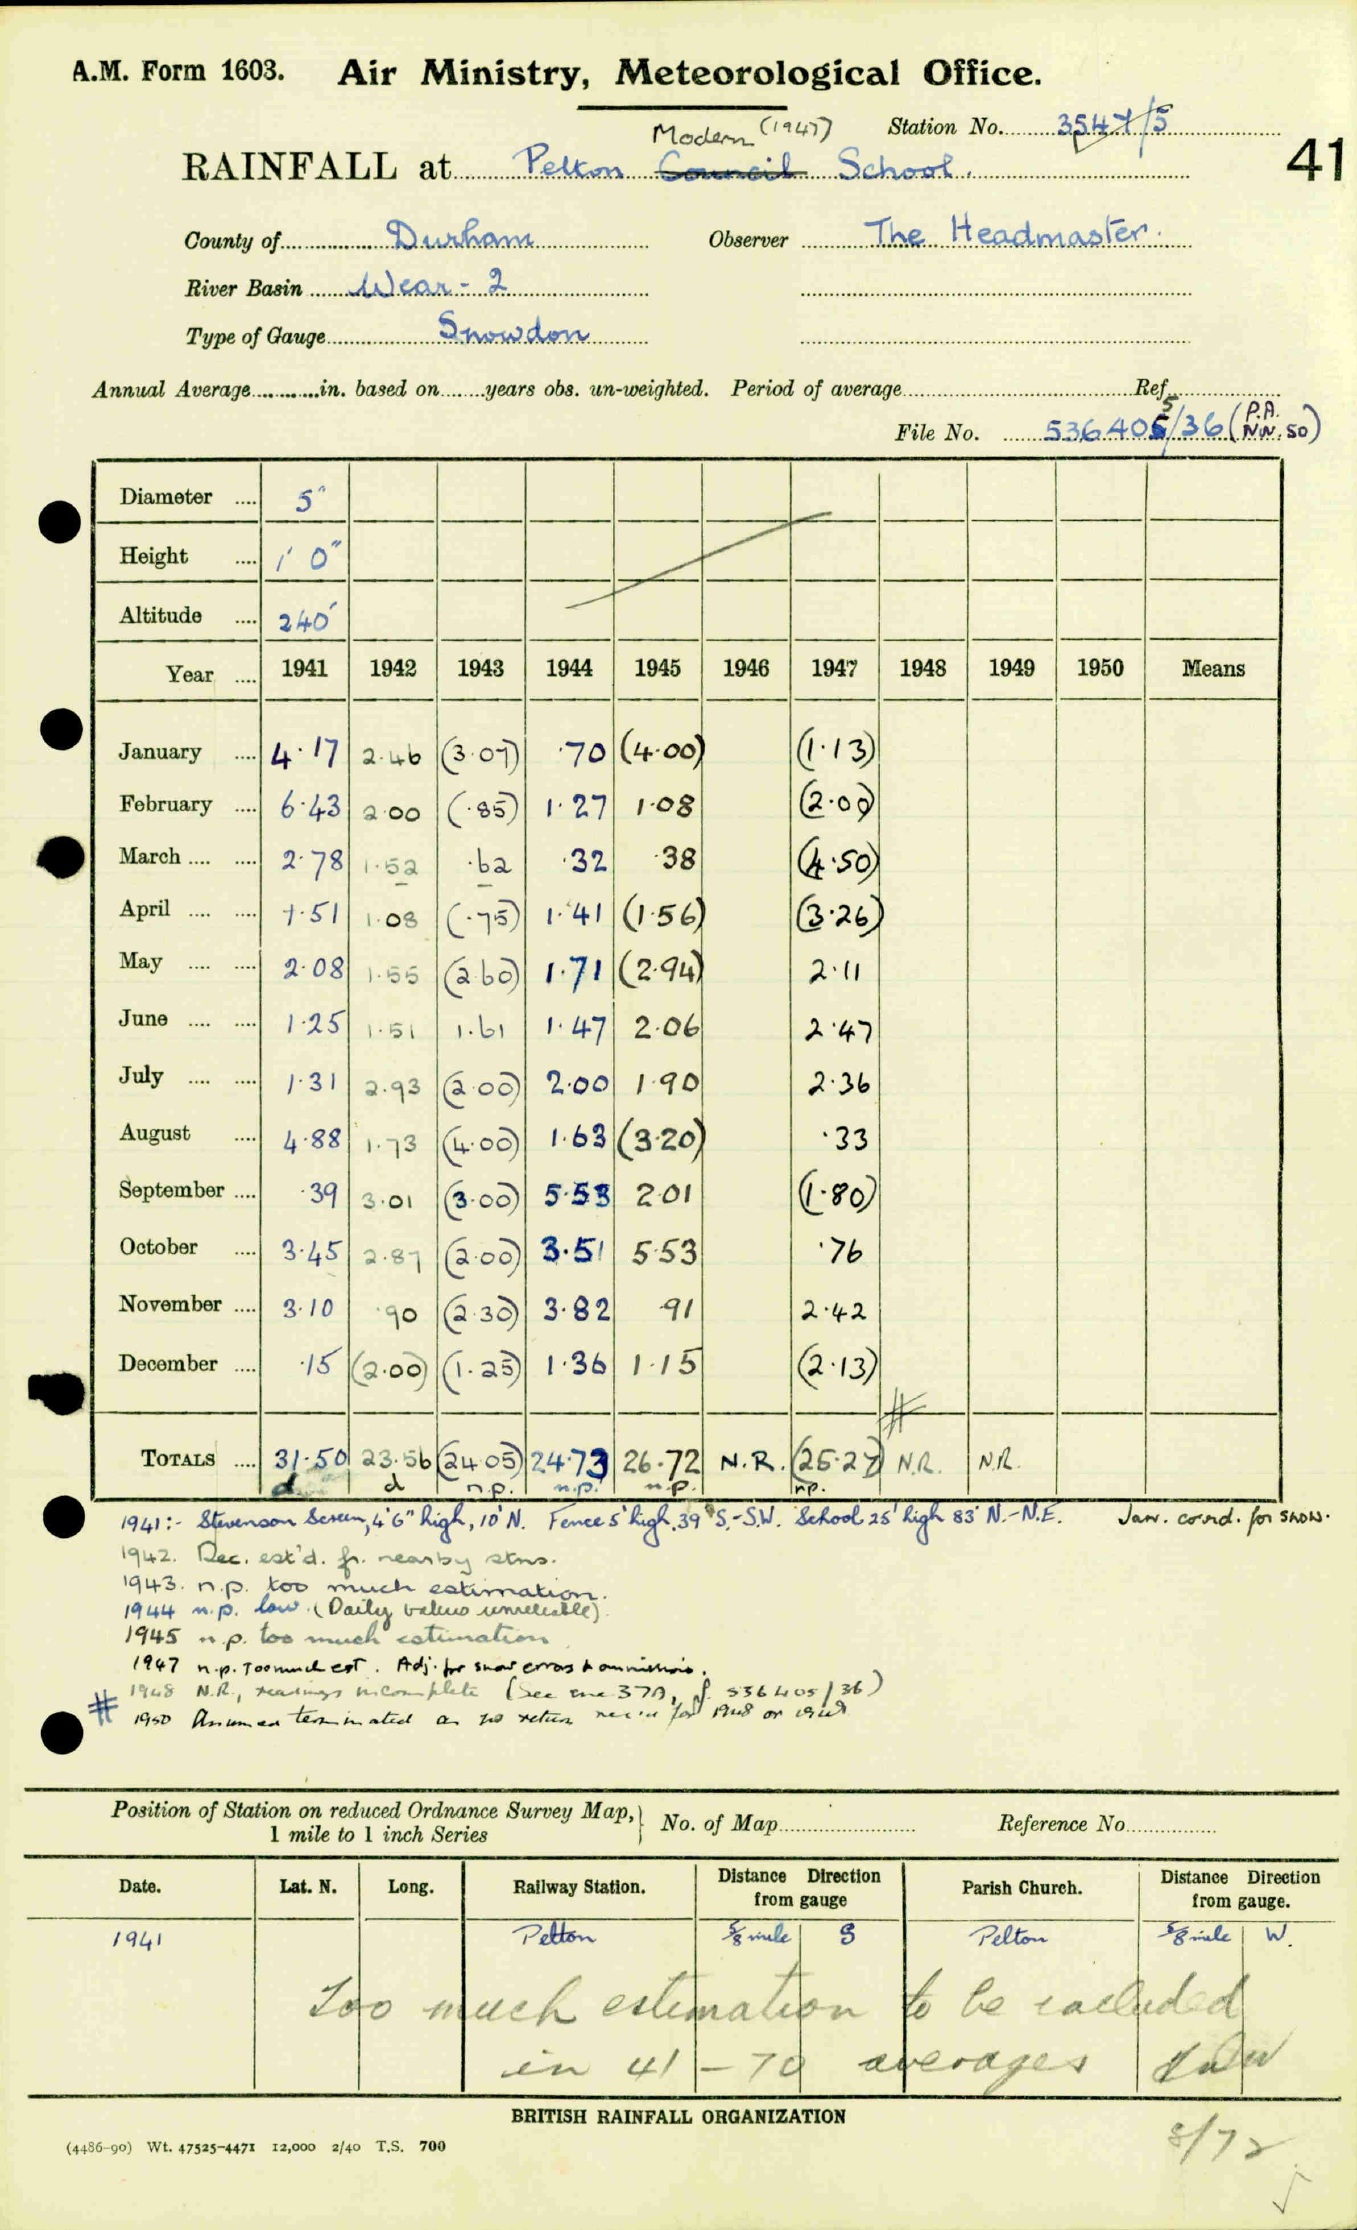 A.M. Form 1603. Air Ministry, Meteorological Office.
Station No. 3547/5
41
Modern (1947)
RAINFALL at Pelton Council School.
County of Durham Observer The Headmaster.
River Basin Wear - 2
Type of Gauge Snowdon
Annual Average in. based on years obs. un-weighted. Period of average Ref.
File No. 536405/36 (P.A. NW. 50)
Diameter 5"
Height 1' 0"
Altitude 240'
Year 1941 1942 1943 1944 1945 1946 1947 1948 1949 1950 Means
January 4.17 2.46 (3.07) .70 (4.00) (1.13)
February 6.43 2.00 (.85) 1.27 1.08 (2.00)
March 2.78 1.52 .62 .32 .38 (4.50)
April 1.51 1.08 (.75) 1.41 (1.56) (3.26)
May 2.08 1.55 (2.60) 1.71 (2.94) 2.11
June 1.25 1.51 1.61 1.47 2.06 2.47
July 1.31 2.93 (2.00) 2.00 1.90 2.36
August 4.88 1.73 (4.00) 1.63 (3.20) .33
September .39 3.01 (3.00) 5.53 2.01 (1.80)
October 3.45 2.87 (2.00) 3.51 5.53 .76
November 3.10 .90 (2.30) 3.82 .91 2.42
December .15 (2.00) (1.25) 1.36 1.15 (2.13)
#
TOTALS 31.50 23.56 (24.05) 24.73 26.72 N.R. (25.27) N.R. N.R.
d d n.p. n.p. n.p. n.p.
1941:- Stevenson Screen, 4'6" high, 10' N. Fence 5' high, 39' S.-S.W. School 25' high 83' N.-N.E. Jan. corrd. for snow.
1942. Dec. est'd. fr. nearby stns.
1943. n.p. too much estimation.
1944 n.p. low. (Daily values unreliable).
1945 n.p. too much estimation
1947 n.p. Too much est. Adj. for snow errors & ommissions.
1948 N.R., readings incomplete (See enc 37A, f. 536405/36)
# 1950 Assumed terminated as no return rec'd for 1948 or 1949
Position of Station on reduced Ordnance Survey Map, 1 mile to 1 inch Series } No. of Map Reference No.
Date. Lat. N. Long. Railway Station. Distance Direction from gauge Parish Church. Distance Direction from gauge.
1941 Pelton 5/8 mile S Pelton 5/8 mile W.
Too much estimation to be included
in 41-70 averages
BRITISH RAINFALL ORGANIZATION
(4486-90) Wt. 47525-4471 12,000 2/40 T.S. 700
8/72